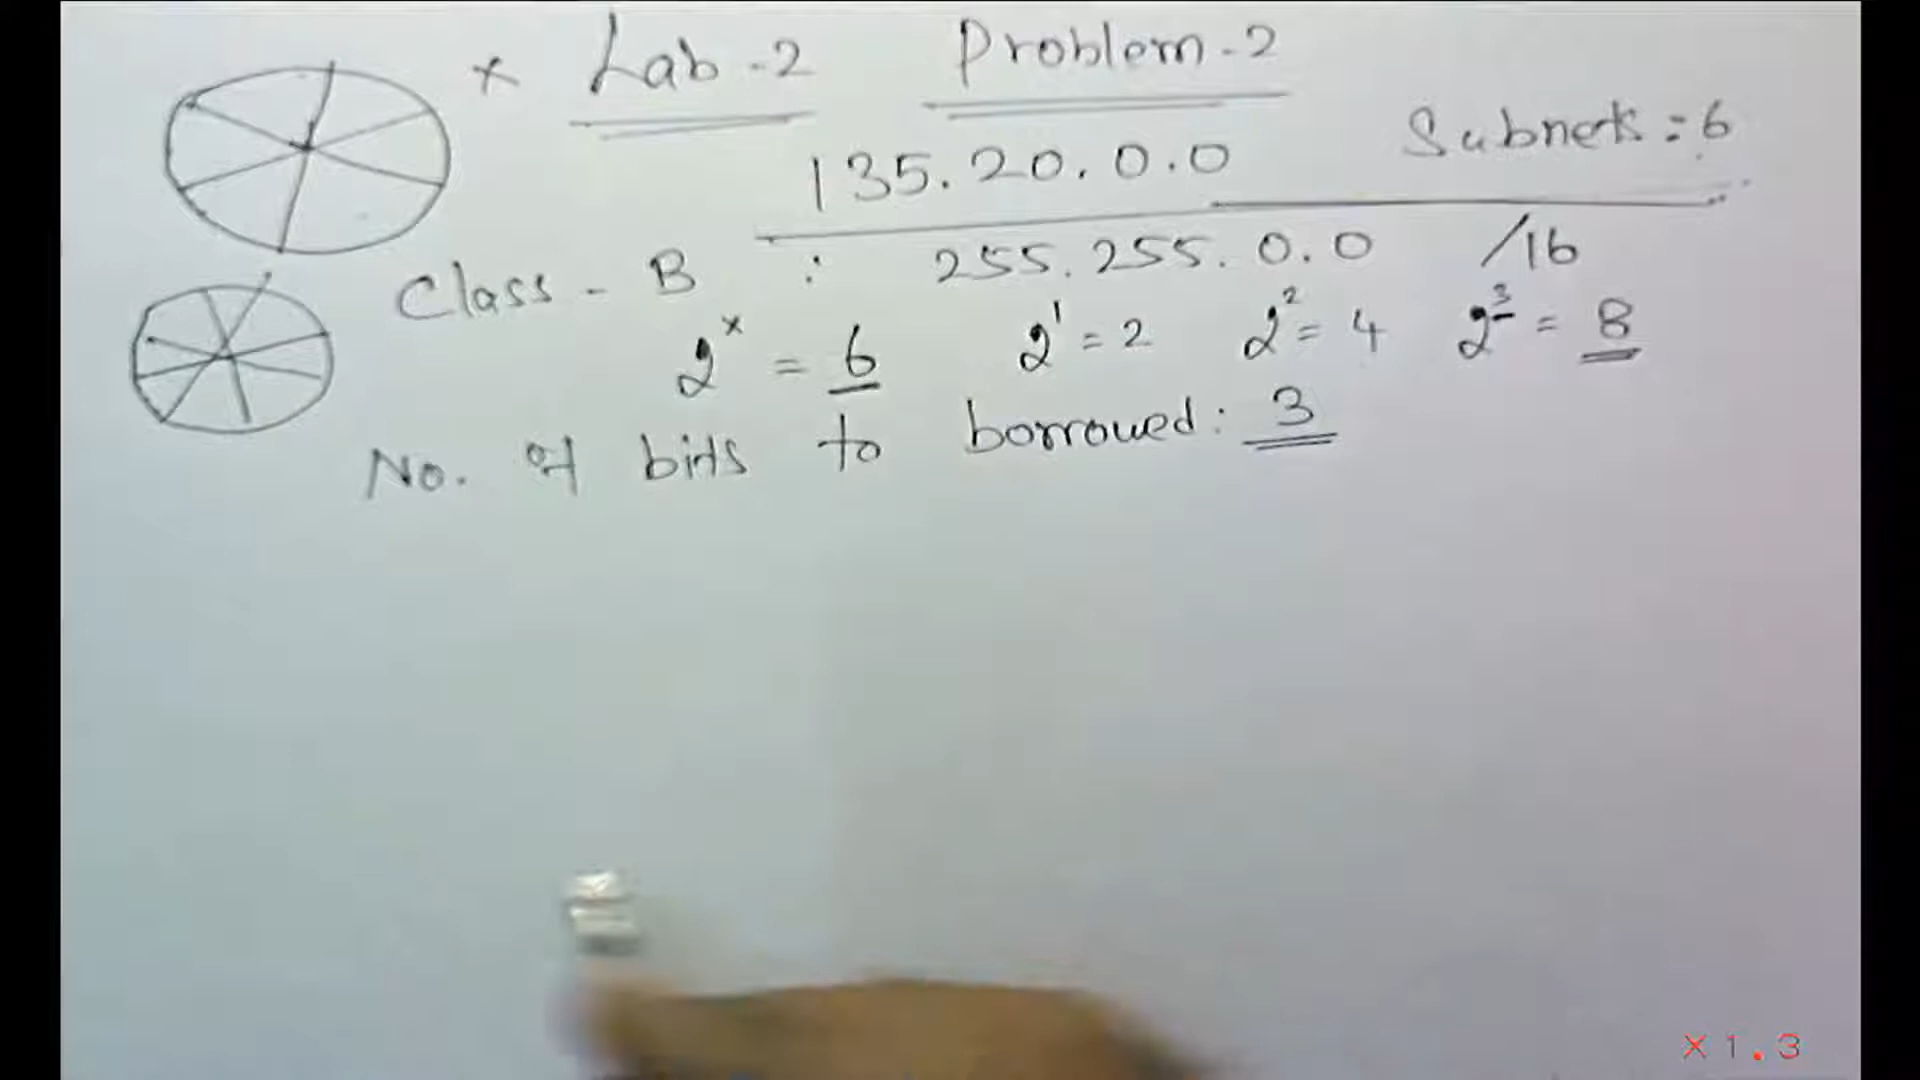 × Lab-2 Problem-2
135.20.0.0 Subnets: 6
Class-B ∴ 255.255.0.0 /16
2^x = 6 2^1 = 2 2^2 = 4 2^3 = 8
No. of bits to borrowed: 3
×1.3